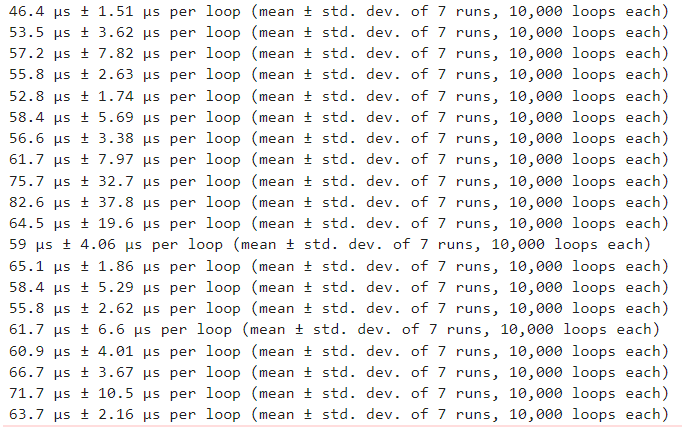 46.4 µs ± 1.51 µs per loop (mean ± std. dev. of 7 runs, 10,000 loops each)
53.5 µs ± 3.62 µs per loop (mean ± std. dev. of 7 runs, 10,000 loops each)
57.2 µs ± 7.82 µs per loop (mean ± std. dev. of 7 runs, 10,000 loops each)
55.8 µs ± 2.63 µs per loop (mean ± std. dev. of 7 runs, 10,000 loops each)
52.8 µs ± 1.74 µs per loop (mean ± std. dev. of 7 runs, 10,000 loops each)
58.4 µs ± 5.69 µs per loop (mean ± std. dev. of 7 runs, 10,000 loops each)
56.6 µs ± 3.38 µs per loop (mean ± std. dev. of 7 runs, 10,000 loops each)
61.7 µs ± 7.97 µs per loop (mean ± std. dev. of 7 runs, 10,000 loops each)
75.7 µs ± 32.7 µs per loop (mean ± std. dev. of 7 runs, 10,000 loops each)
82.6 µs ± 37.8 µs per loop (mean ± std. dev. of 7 runs, 10,000 loops each)
64.5 µs ± 19.6 µs per loop (mean ± std. dev. of 7 runs, 10,000 loops each)
59 µs ± 4.06 µs per loop (mean ± std. dev. of 7 runs, 10,000 loops each)
65.1 µs ± 1.86 µs per loop (mean ± std. dev. of 7 runs, 10,000 loops each)
58.4 µs ± 5.29 µs per loop (mean ± std. dev. of 7 runs, 10,000 loops each)
55.8 µs ± 2.62 µs per loop (mean ± std. dev. of 7 runs, 10,000 loops each)
61.7 µs ± 6.6 µs per loop (mean ± std. dev. of 7 runs, 10,000 loops each)
60.9 µs ± 4.01 µs per loop (mean ± std. dev. of 7 runs, 10,000 loops each)
66.7 µs ± 3.67 µs per loop (mean ± std. dev. of 7 runs, 10,000 loops each)
71.7 µs ± 10.5 µs per loop (mean ± std. dev. of 7 runs, 10,000 loops each)
63.7 µs ± 2.16 µs per loop (mean ± std. dev. of 7 runs, 10,000 loops each)